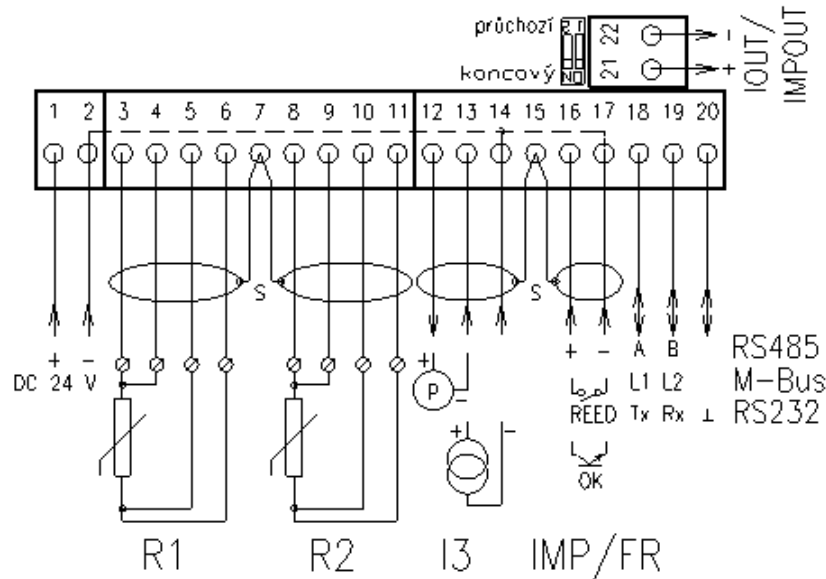 průchozí
koncový
R T
NO
22
21
-
+
IOUT/
IMPOUT
1 2 3 4 5 6 7 8 9 10 11 12 13 14 15 16 17 18 19 20
S S
+ - + - A B RS485
DC 24 V L1 L2 M-Bus
P
+ -
REED Tx Rx ⊥ RS232
+ -
OK
R1 R2 I3 IMP/FR